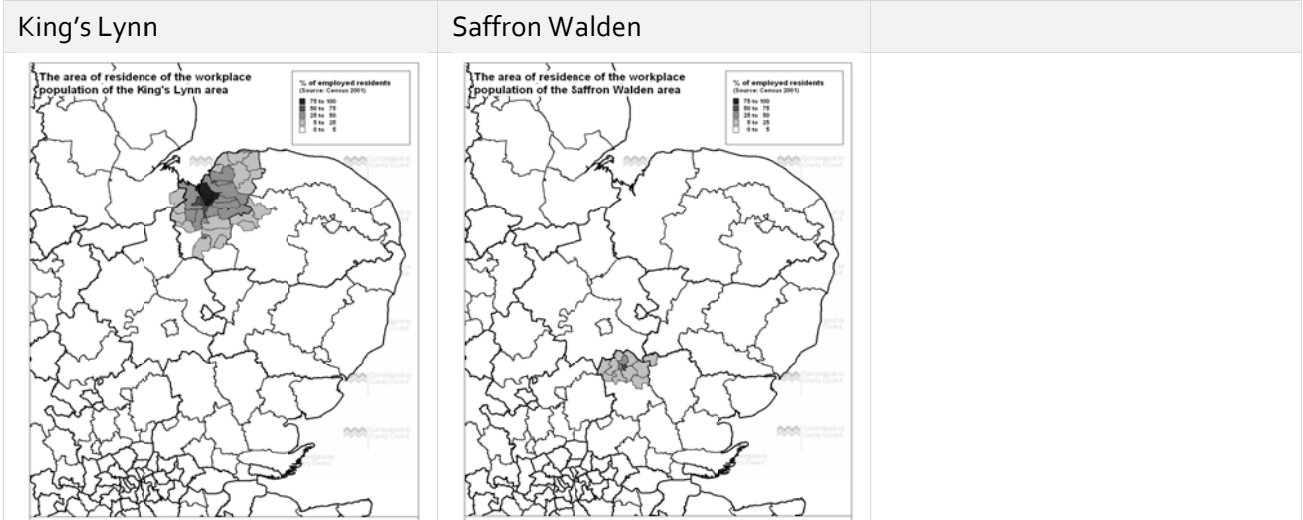 King's Lynn
Saffron Walden
The area of residence of the workplace
population of the King's Lynn area
% of employed residents
(Source: Census 2001)
75 to 100
50 to 75
25 to 50
5 to 25
0 to 5
The area of residence of the workplace
population of the Saffron Walden area
% of employed residents
(Source: Census 2001)
75 to 100
50 to 75
25 to 50
5 to 25
0 to 5